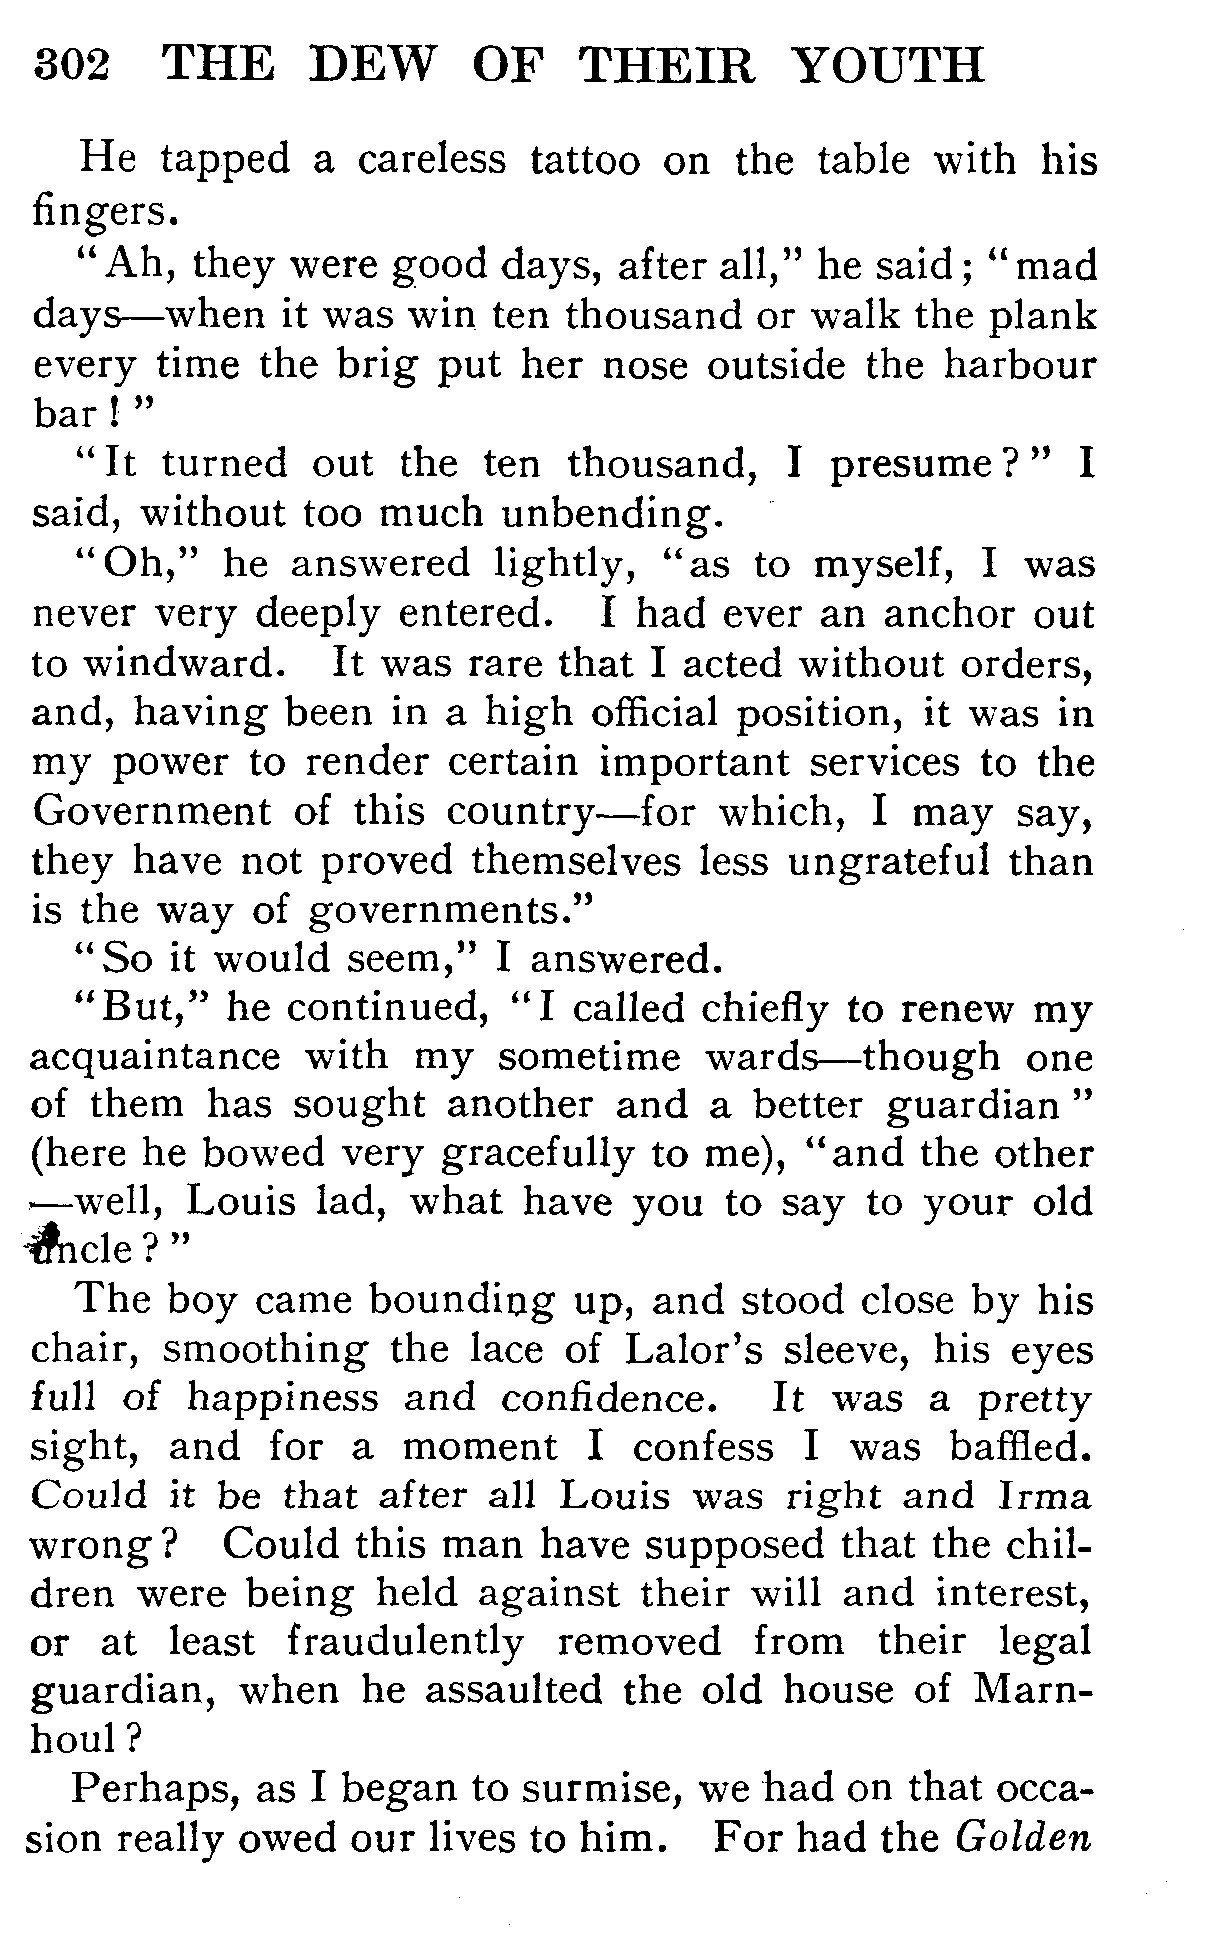 302 THE DEW OF THEIR YOUTH
He tapped a careless tattoo on the table with his
fingers.
“Ah, they were good days, after all,” he said; “mad
days—when it was win ten thousand or walk the plank
every time the brig put her nose outside the harbour
bar!”
“It turned out the ten thousand, I presume?” I
said, without too much unbending.
“Oh,” he answered lightly, “as to myself, I was
never very deeply entered. I had ever an anchor out
to windward. It was rare that I acted without orders,
and, having been in a high official position, it was in
my power to render certain important services to the
Government of this country—for which, I may say,
they have not proved themselves less ungrateful than
is the way of governments.”
“So it would seem,” I answered.
“But,” he continued, “I called chiefly to renew my
acquaintance with my sometime wards—though one
of them has sought another and a better guardian”
(here he bowed very gracefully to me), “and the other
—well, Louis lad, what have you to say to your old
uncle?”
The boy came bounding up, and stood close by his
chair, smoothing the lace of Lalor’s sleeve, his eyes
full of happiness and confidence. It was a pretty
sight, and for a moment I confess I was baffled.
Could it be that after all Louis was right and Irma
wrong? Could this man have supposed that the chil-
dren were being held against their will and interest,
or at least fraudulently removed from their legal
guardian, when he assaulted the old house of Marn-
houl?
Perhaps, as I began to surmise, we had on that occa-
sion really owed our lives to him. For had the Golden